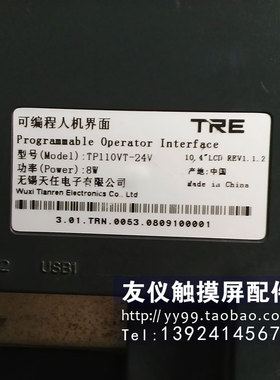 可编程人机界面
TRE
Programmable Operator Interface
型号(Model):TP110VT-24V
10,4"LCD REV1.1.2
功率(Power):8W
产地:中国
无锡天任电子有限公司
Made in China
Wuxi Tianren Electronics Co., Ltd
3.01.TRN.0053.0809100001
2 USB1
友仪触摸屏配件
http://yy99.taobao.com
Tel: 1392414567